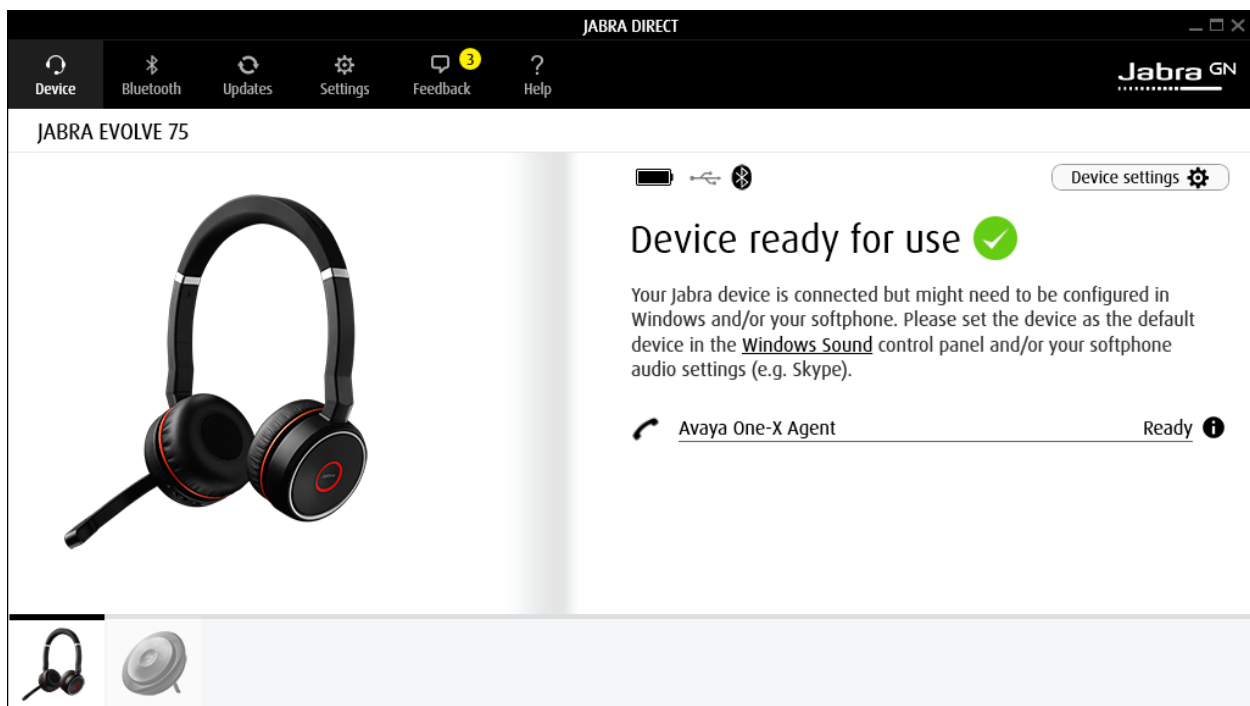 JABRA DIRECT
Device
Bluetooth
Updates
Settings
3
Feedback
?
Help
Jabra GN
JABRA EVOLVE 75
Device settings
Device ready for use
Your Jabra device is connected but might need to be configured in
Windows and/or your softphone. Please set the device as the default
device in the Windows Sound control panel and/or your softphone
audio settings (e.g. Skype).
Avaya One-X Agent
Ready